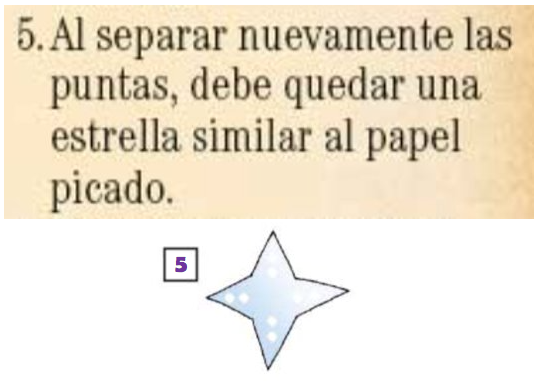 5. Al separar nuevamente las
puntas, debe quedar una
estrella similar al papel
picado.
5